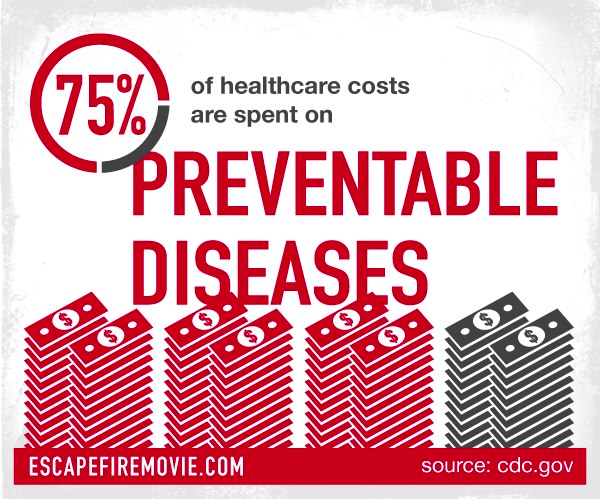 75%
of healthcare costs
are spent on
PREVENTABLE
DISEASES
$ $ $ $ $ $ $ $
ESCAPEFIREMOVIE.COM
source: cdc.gov